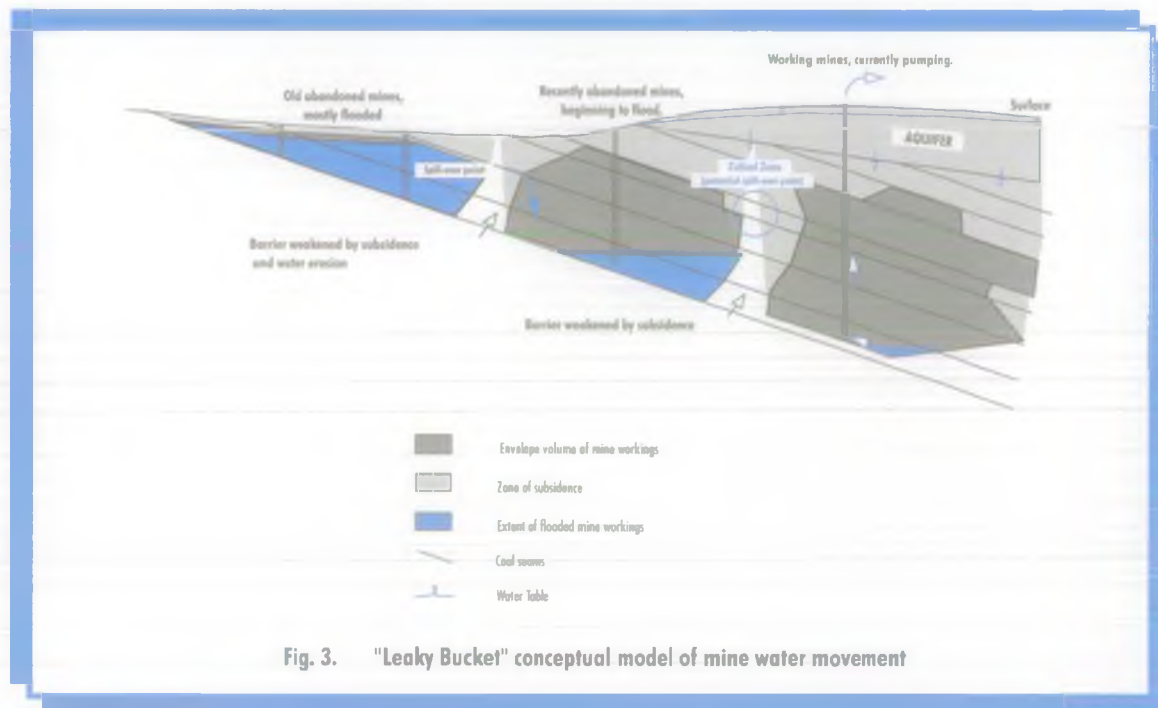 Working mines, currently pumping.
Old abandoned mines,
mostly flooded
Recently abandoned mines,
beginning to flood.
Surface
AQUIFER
Spill-over point
Critical Zone
(potential spill-over point)
Barrier weakened by subsidence
and water erosion
Barrier weakened by subsidence
Envelope volume of mine workings
Zone of subsidence
Extent of flooded mine workings
Coal seams
Water Table
Fig. 3. "Leaky Bucket" conceptual model of mine water movement